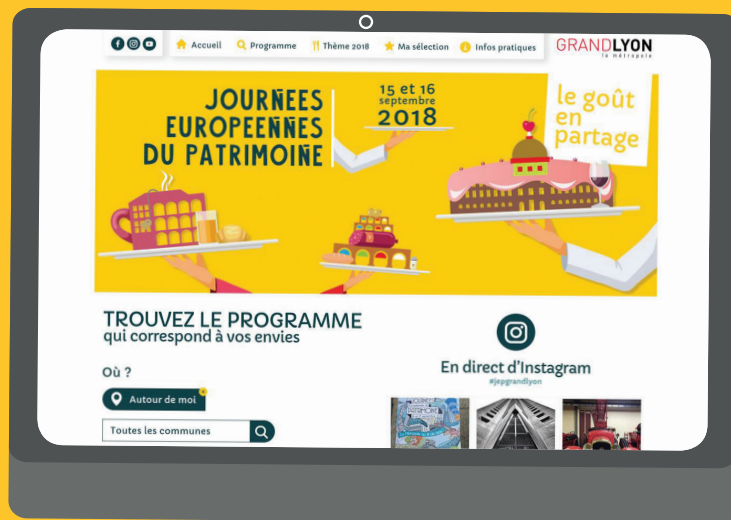 Accueil
Programme
Thème 2018
Ma sélection
Infos pratiques
GRANDLYON
la métropole
JOURNEES
EUROPEENNES
DU PATRIMOINE
15 et 16
septembre
2018
le goût
en
partage
TROUVEZ LE PROGRAMME
qui correspond à vos envies
Où ?
Autour de moi
Toutes les communes
En direct d'Instagram
#jepgrandlyon
PATRIMOINE